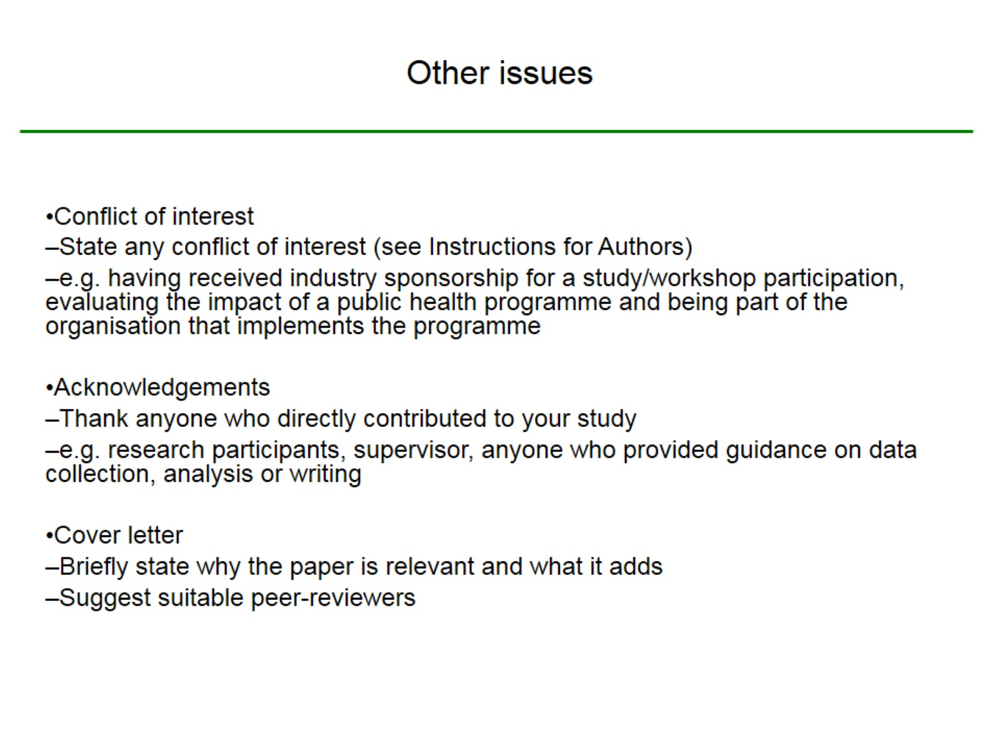 Other issues
•Conflict of interest
–State any conflict of interest (see Instructions for Authors)
–e.g. having received industry sponsorship for a study/workshop participation,
evaluating the impact of a public health programme and being part of the
organisation that implements the programme
•Acknowledgements
–Thank anyone who directly contributed to your study
–e.g. research participants, supervisor, anyone who provided guidance on data
collection, analysis or writing
•Cover letter
–Briefly state why the paper is relevant and what it adds
–Suggest suitable peer-reviewers